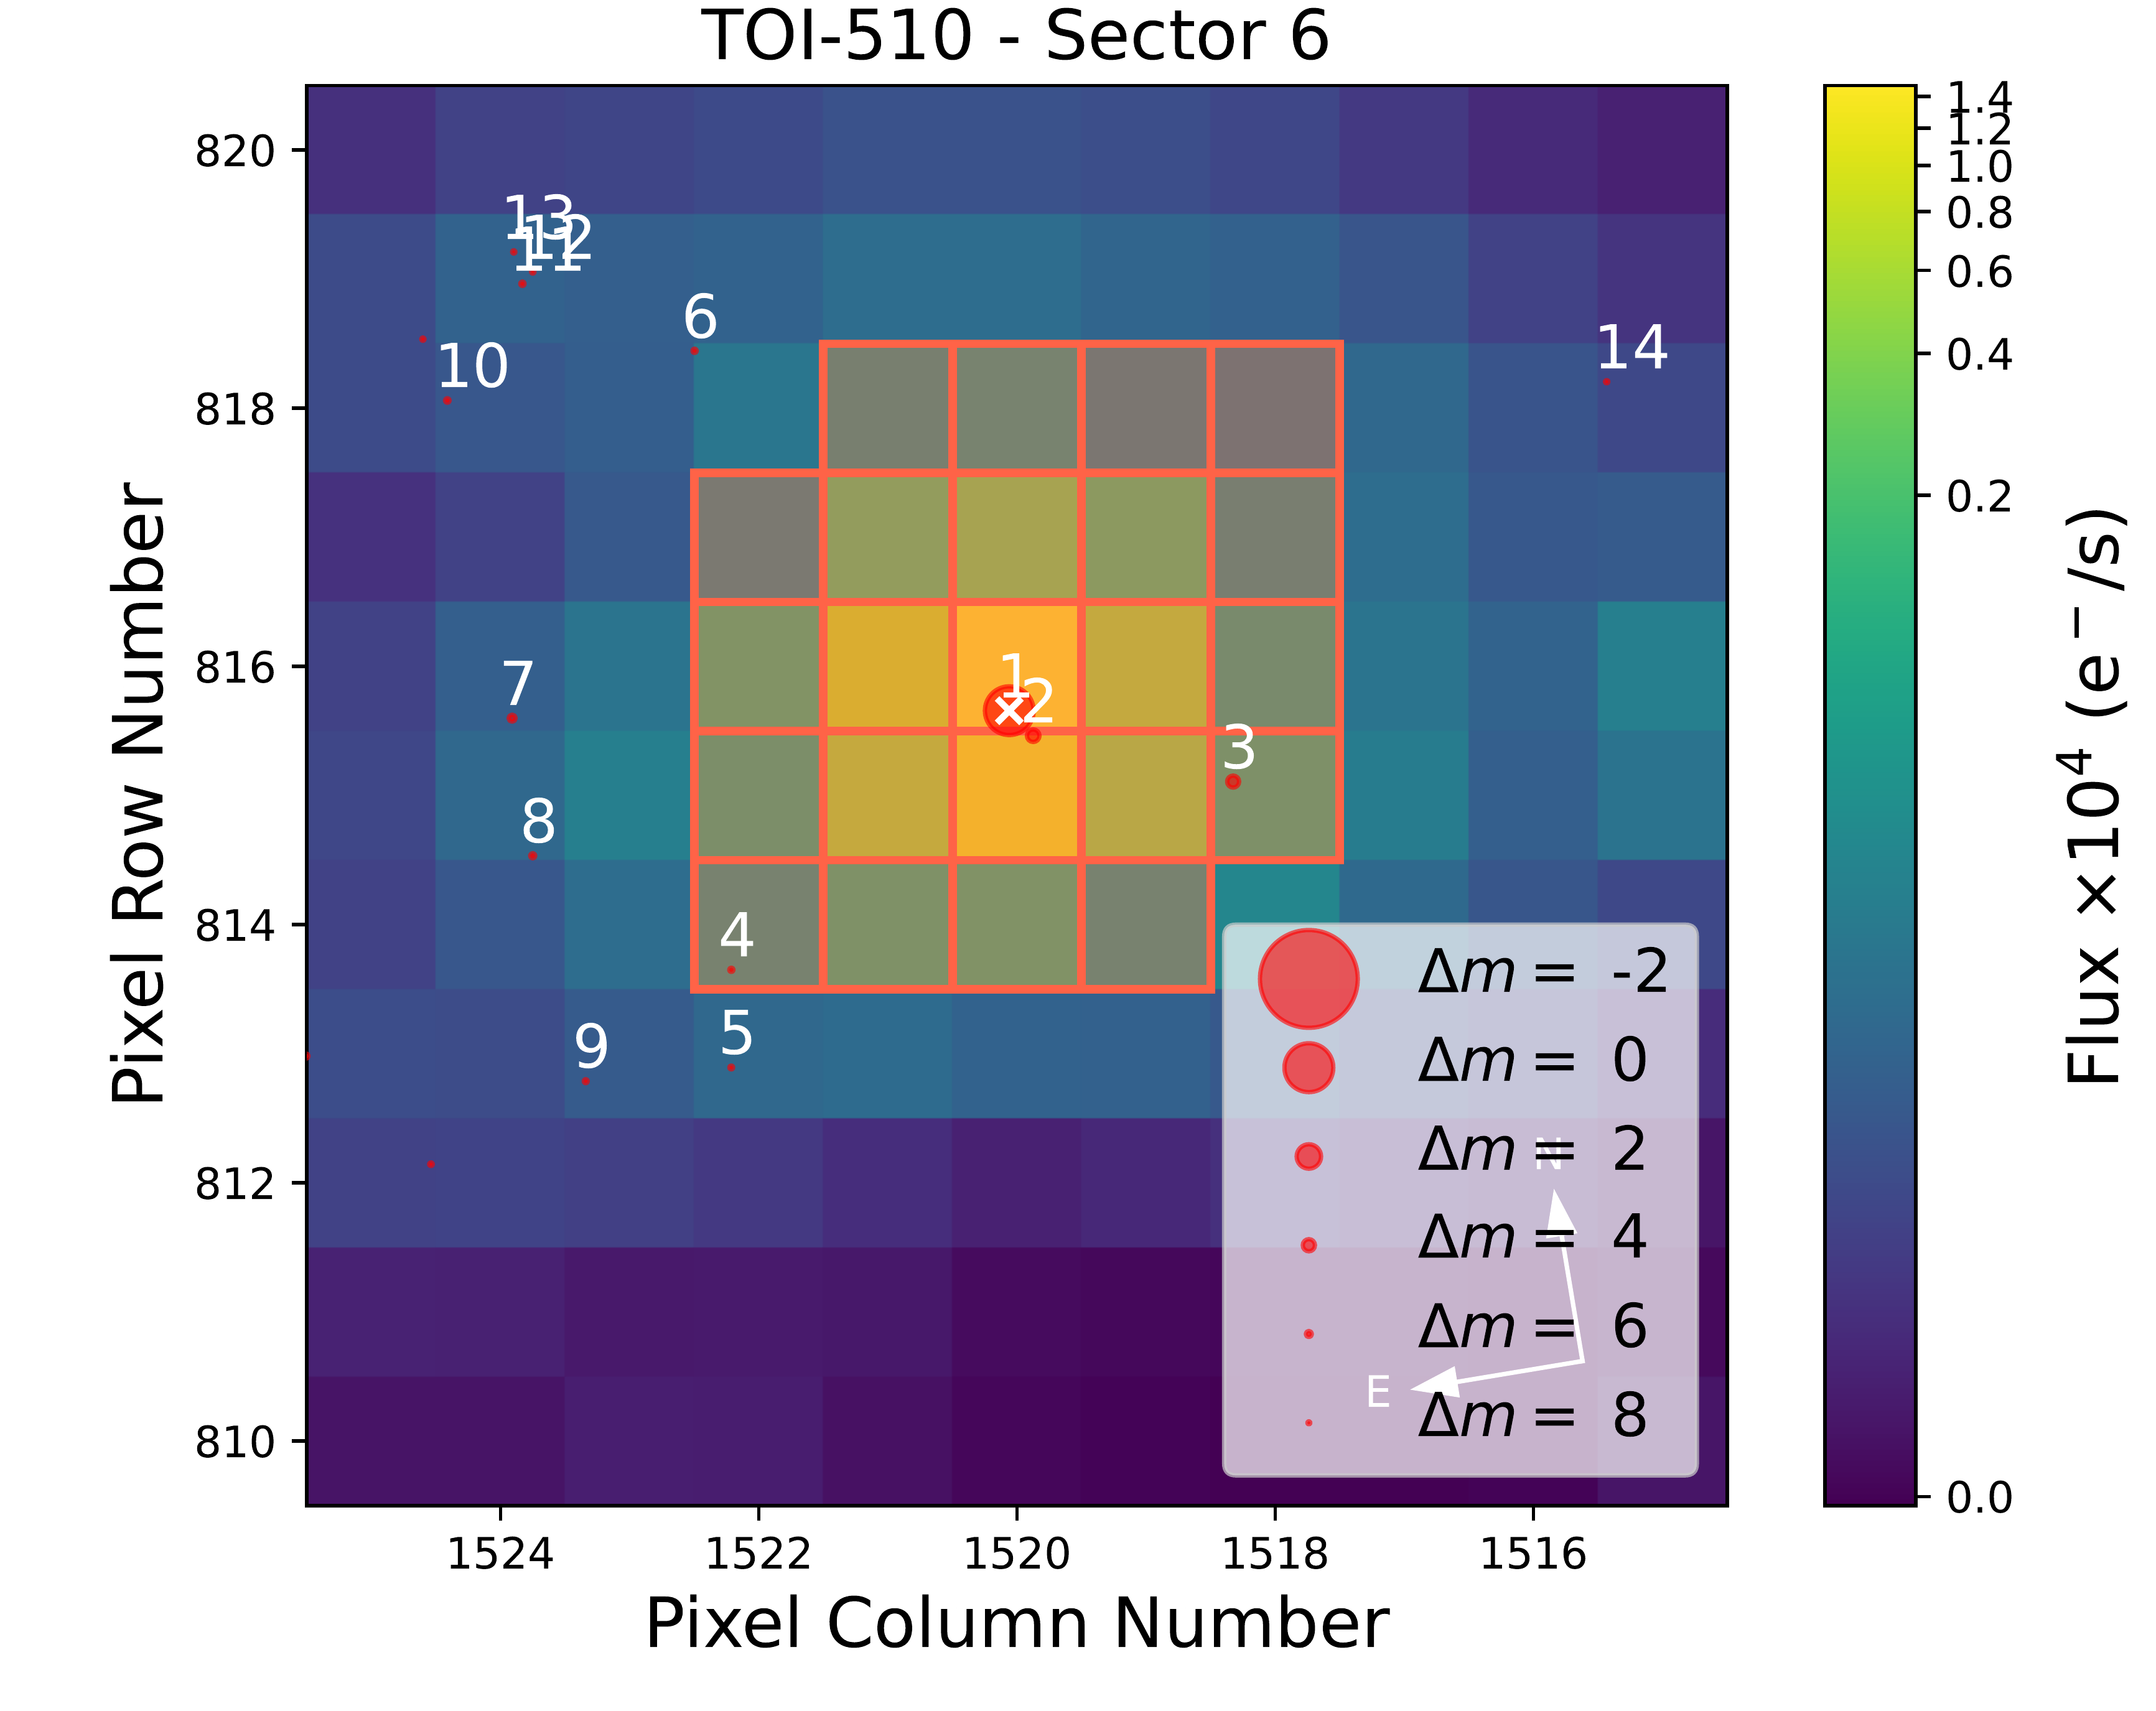 TOI-510 - Sector 6
Pixel Row Number
820
818
816
814
812
810
13
12
11
6
10
14
7
1
2
3
8
4
5
9
Δm = -2
Δm = 0
Δm = 2
N
Δm = 4
Δm = 6
E
Δm = 8
1524
1522
1520
1518
1516
Pixel Column Number
1.4
1.2
1.0
0.8
0.6
0.4
0.2
0.0
Flux ×10⁴ (e⁻/s)